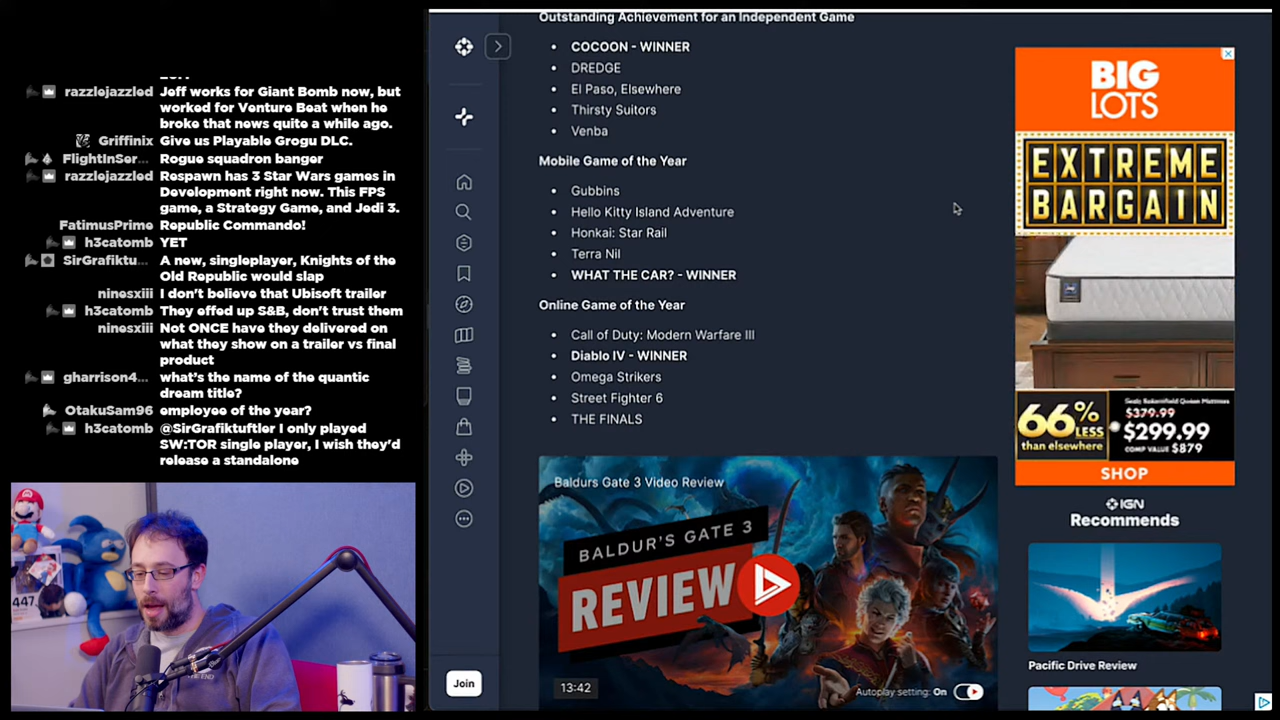 razzlejazzled Jeff works for Giant Bomb now, but
worked for Venture Beat when he
broke that news quite a while ago.
Griffinix Give us Playable Grogu DLC.
FlightInSer... Rogue squadron banger
razzlejazzled Respawn has 3 Star Wars games in
Development right now. This FPS
game, a Strategy Game, and Jedi 3.
FatimusPrime Republic Commando!
h3catomb YET
SirGrafiktu... A new, singleplayer, Knights of the
Old Republic would slap
ninesxiii I don't believe that Ubisoft trailer
h3catomb They effed up S&B, don't trust them
ninesxiii Not ONCE have they delivered on
what they show on a trailer vs final
product
gharrison4... what's the name of the quantic
dream title?
OtakuSam96 employee of the year?
h3catomb @SirGrafiktuftler I only played
SW:TOR single player, I wish they'd
release a standalone
447
THE END
Join
Outstanding Achievement for an Independent Game
• COCOON - WINNER
• DREDGE
• El Paso, Elsewhere
• Thirsty Suitors
• Venba
Mobile Game of the Year
• Gubbins
• Hello Kitty Island Adventure
• Honkai: Star Rail
• Terra Nil
• WHAT THE CAR? - WINNER
Online Game of the Year
• Call of Duty: Modern Warfare III
• Diablo IV - WINNER
• Omega Strikers
• Street Fighter 6
• THE FINALS
Baldurs Gate 3 Video Review
BALDUR'S GATE 3
REVIEW
13:42
Autoplay setting: On
BIG
LOTS
EXTREME
BARGAIN
66% LESS
than elsewhere
Queen Mattress
$379.99
$299.99
COMP VALUE $879
SHOP
IGN
Recommends
Pacific Drive Review